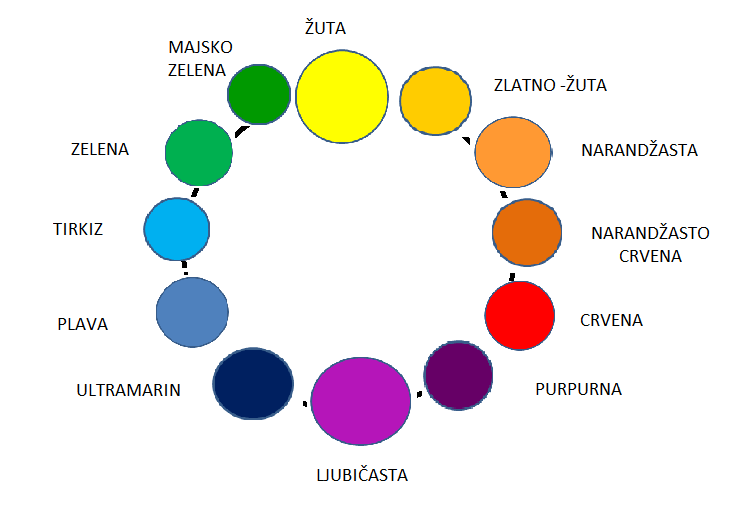 ŽUTA
MAJSKO
ZELENA
ZLATNO -ŽUTA
ZELENA
NARANDŽASTA
TIRKIZ
NARANDŽASTO
CRVENA
PLAVA
CRVENA
ULTRAMARIN
PURPURNA
LJUBIČASTA